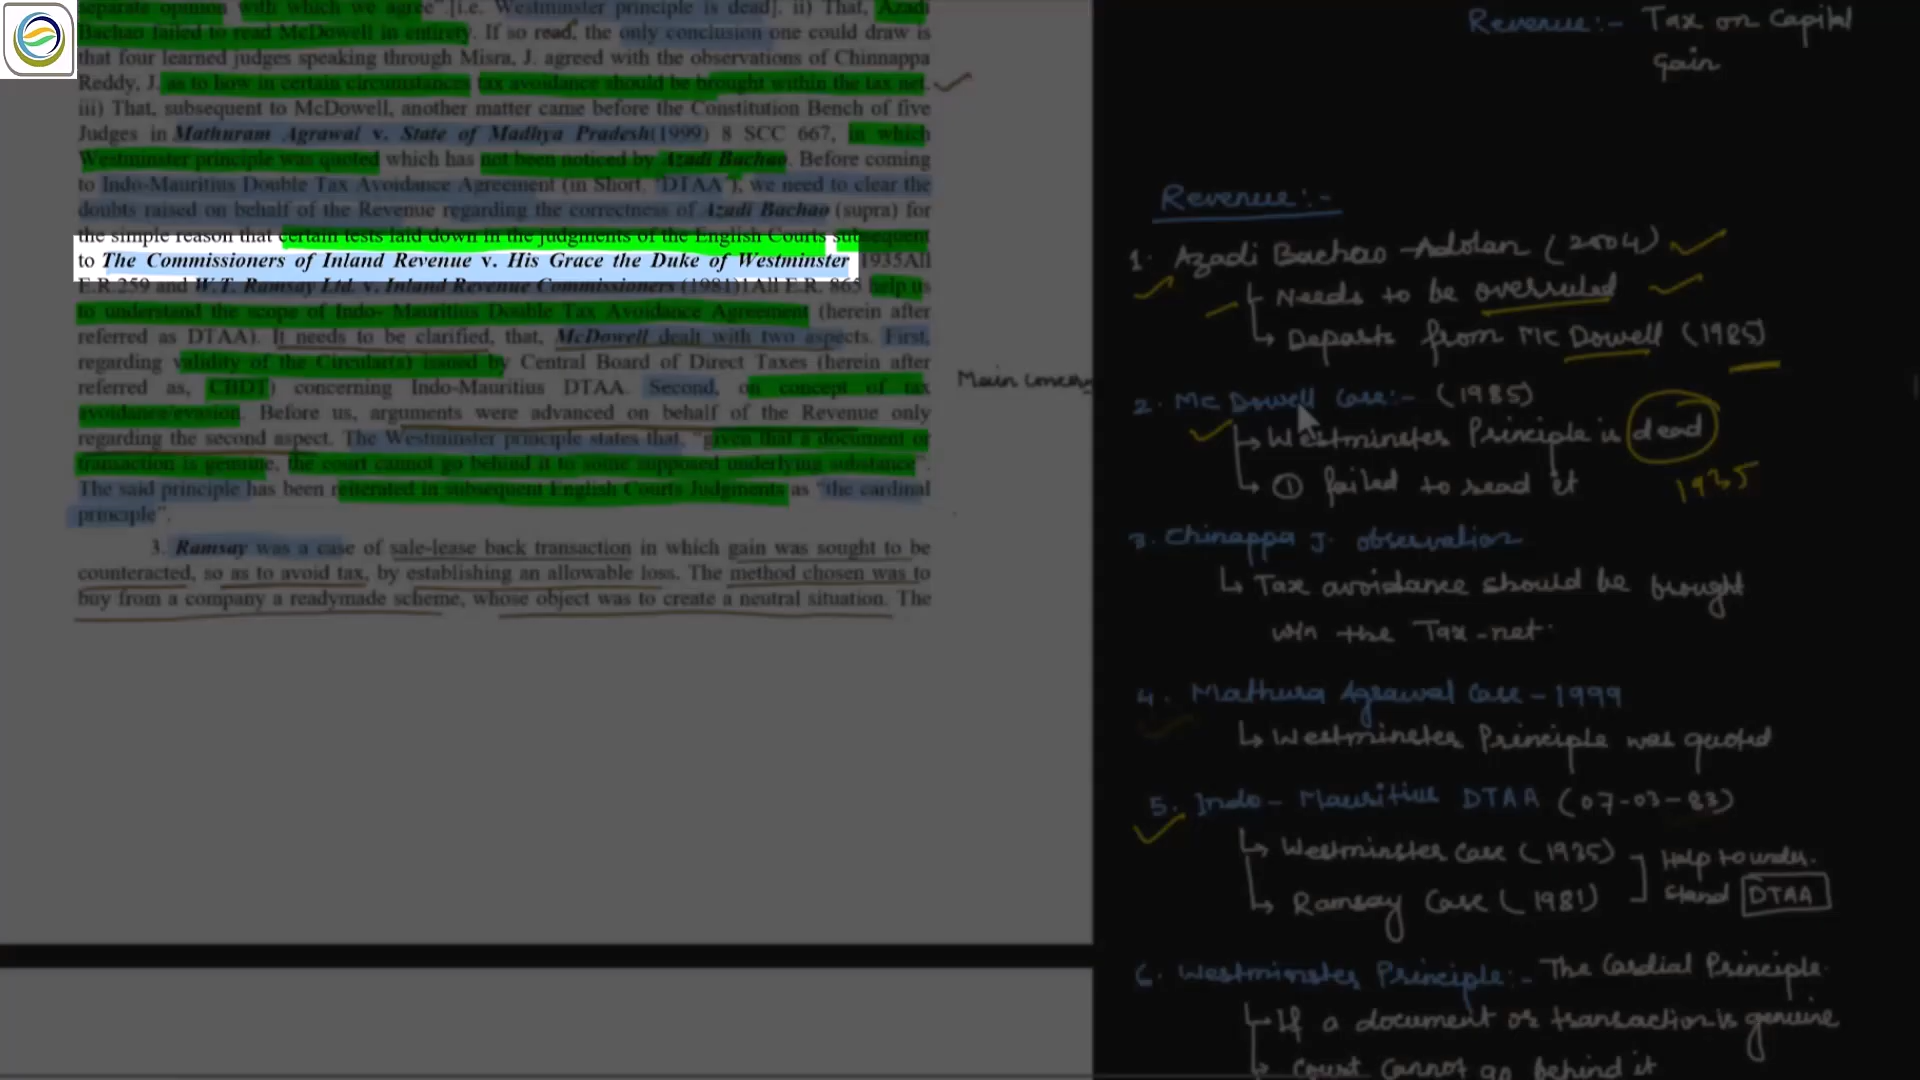 separate opinion with which we agree".[i.e. Westminster principle is dead]. ii) That, Azadi
Bachao failed to read McDowell in entirety. If so read, the only conclusion one could draw is
that four learned judges speaking through Misra, J. agreed with the observations of Chinnappa
Reddy, J. as to how in certain circumstances tax avoidance should be brought within the tax net.
iii) That, subsequent to McDowell, another matter came before the Constitution Bench of five
Judges in Mathuram Agrawal v. State of Madhya Pradesh(1999) 8 SCC 667, in which
Westminster principle was quoted which has not been noticed by Azadi Bachao. Before coming
to Indo-Mauritius Double Tax Avoidance Agreement (in Short, 'DTAA'), we need to clear the
doubts raised on behalf of the Revenue regarding the correctness of Azadi Bachao (supra) for
the simple reason that certain tests laid down in the judgments of the English Courts subsequent
to The Commissioners of Inland Revenue v. His Grace the Duke of Westminster 1935All
E.R.259 and W.T. Ramsay Ltd. v. Inland Revenue Commissioners (1981)1All E.R. 865 help us
to understand the scope of Indo- Mauritius Double Tax Avoidance Agreement (herein after
referred as DTAA). It needs to be clarified, that, McDowell dealt with two aspects. First,
regarding validity of the Circular(s) issued by Central Board of Direct Taxes (herein after
referred as, CBDT) concerning Indo-Mauritius DTAA. Second, on concept of tax
avoidance/evasion. Before us, arguments were advanced on behalf of the Revenue only
regarding the second aspect. The Westminster principle states that, "given that a document or
transaction is genuine, the court cannot go behind it to some supposed underlying substance".
The said principle has been reiterated in subsequent English Courts Judgments as "the cardinal
principle".
3. Ramsay was a case of sale-lease back transaction in which gain was sought to be
counteracted, so as to avoid tax, by establishing an allowable loss. The method chosen was to
buy from a company a readymade scheme, whose object was to create a neutral situation. The
Main concern
Revenue:- Tax on Capital
Gain
Revenue:-
1. Azadi Bachao Adolan (2004)
Needs to be overruled
Departs from Mc Dowell (1985)
2. Mc Dowell Case:- (1985)
Westminster Principle is dead
1935
① failed to read it
3. Chinappa J. observation
Tax avoidance should be brought
w/n the Tax-net.
4. Mathura Agrawal Case - 1999
Westminster Principle was quoted
5. Indo - Mauritius DTAA (07-03-83)
Westminster Case (1935)
Ramsay Case (1981)
Help to under.
stand DTAA
6. Westminster Principle:- The Cardial Principle.
If a document or transaction is genuine
Court cannot go behind it